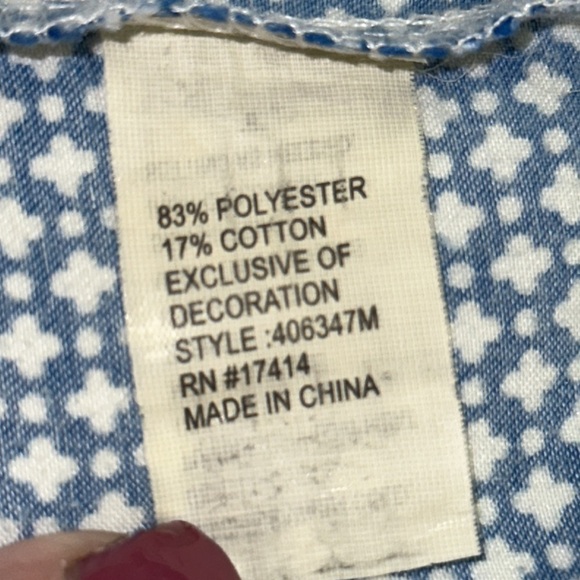 83% POLYESTER
17% COTTON
EXCLUSIVE OF
DECORATION
STYLE :406347M
RN #17414
MADE IN CHINA